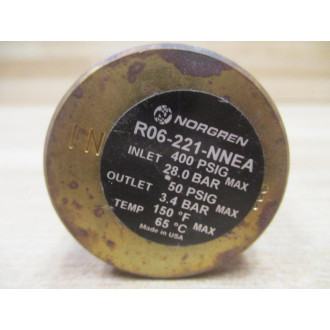 NORGREN
R06-221-NNEA
INLET 400 PSIG
28.0 BAR MAX
OUTLET 50 PSIG
3.4 BAR MAX
TEMP 150 °F MAX
65 °C
Made in USA
IN